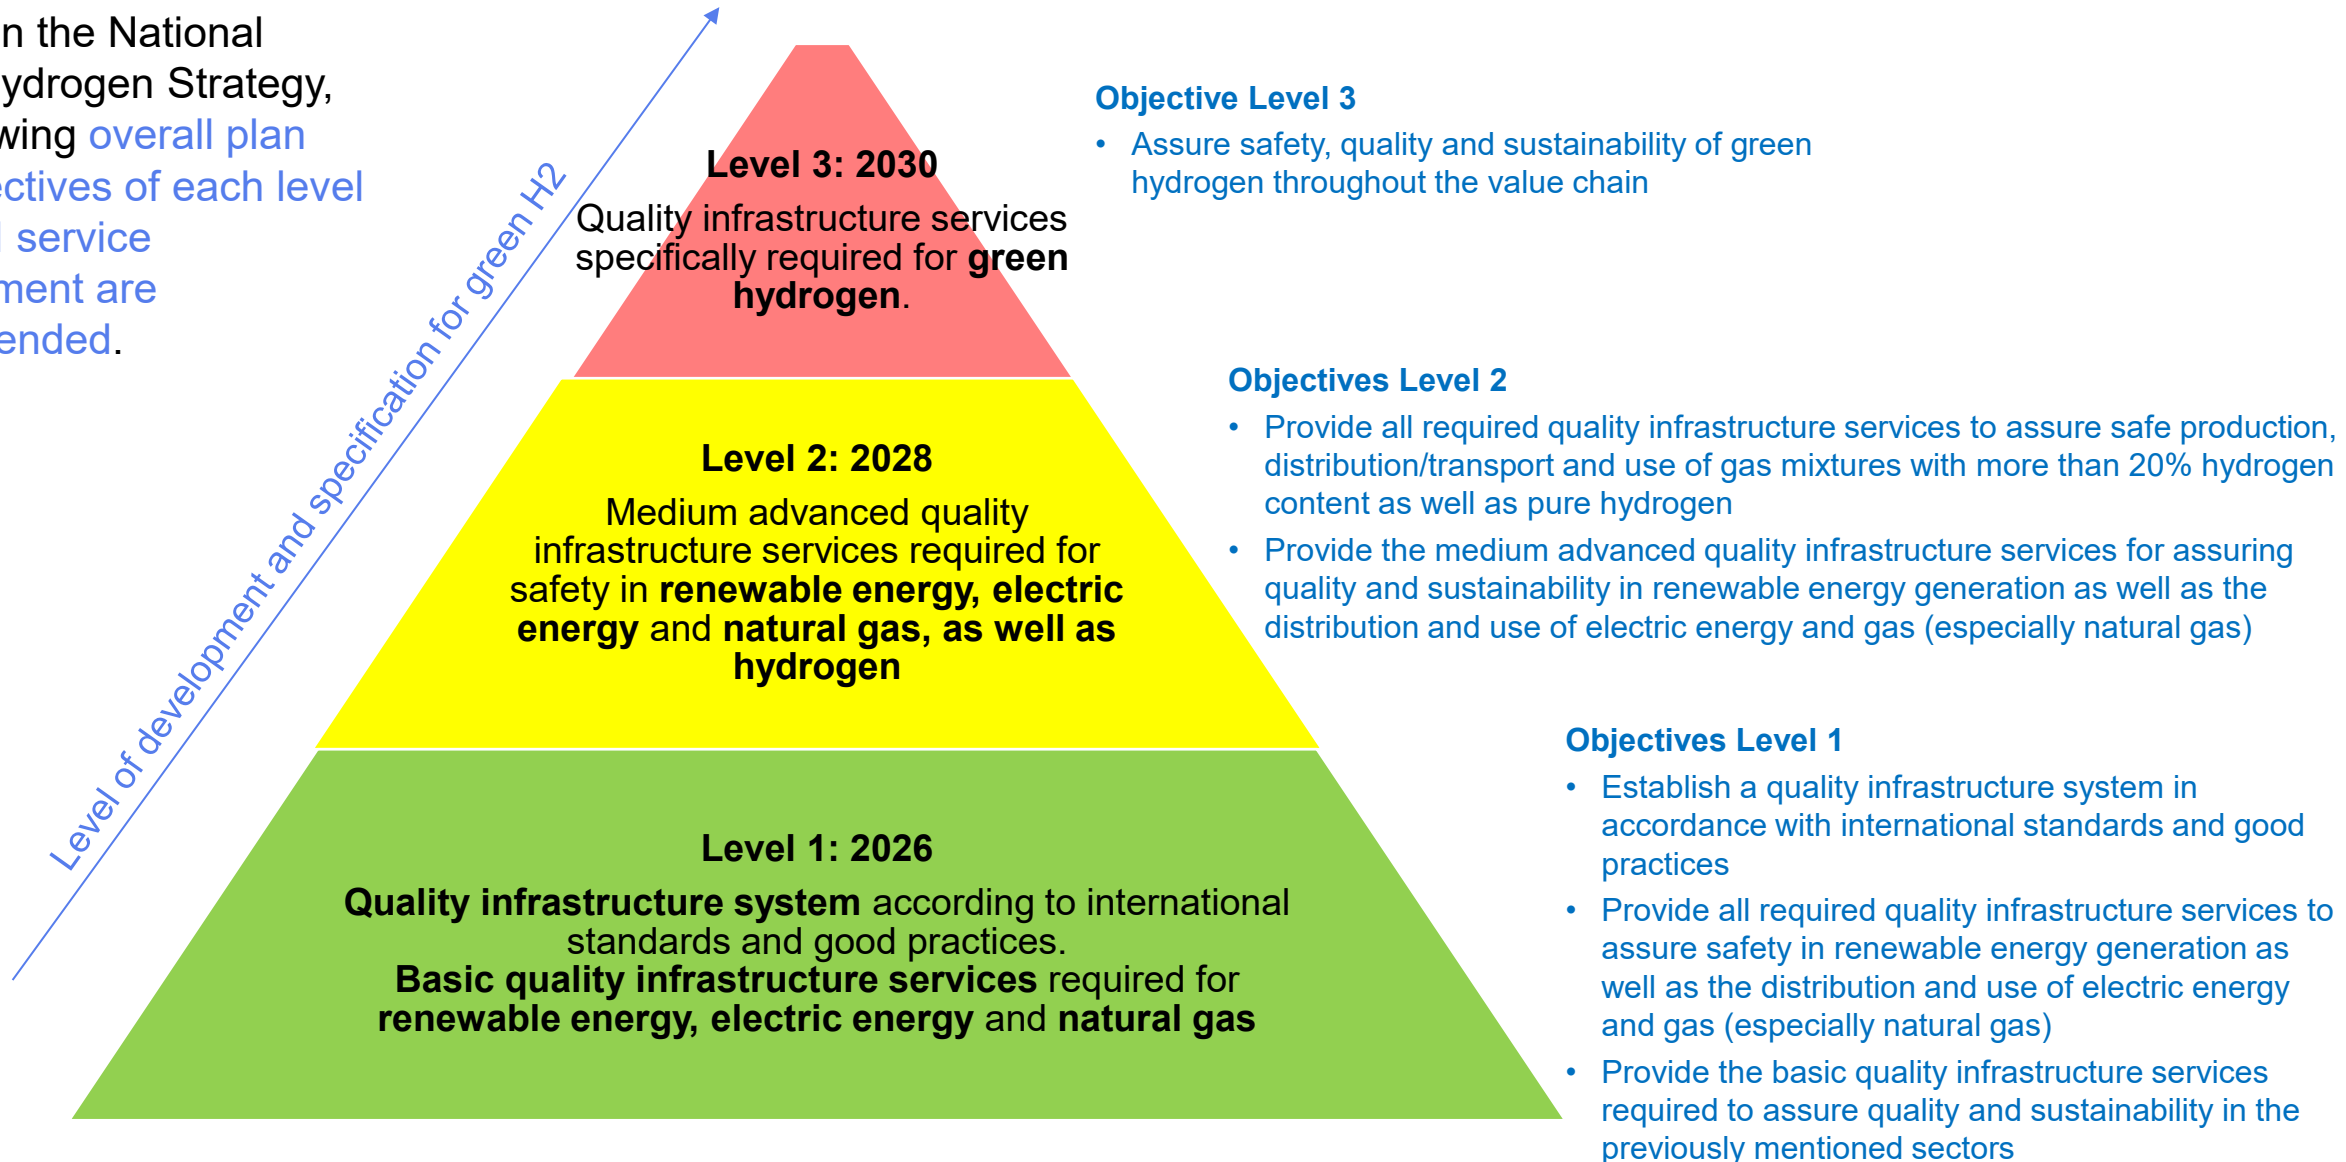 n the National
ydrogen Strategy,
wing overall plan
ectives of each level
service
ment are
ended.
Level of development and specification for green H2
Level 3: 2030
Quality infrastructure services
specifically required for green
hydrogen.
Objective Level 3
• Assure safety, quality and sustainability of green
hydrogen throughout the value chain
Level 2: 2028
Medium advanced quality
infrastructure services required for
safety in renewable energy, electric
energy and natural gas, as well as
hydrogen
Objectives Level 2
• Provide all required quality infrastructure services to assure safe production,
distribution/transport and use of gas mixtures with more than 20% hydrogen
content as well as pure hydrogen
• Provide the medium advanced quality infrastructure services for assuring
quality and sustainability in renewable energy generation as well as the
distribution and use of electric energy and gas (especially natural gas)
Level 1: 2026
Quality infrastructure system according to international
standards and good practices.
Basic quality infrastructure services required for
renewable energy, electric energy and natural gas
Objectives Level 1
• Establish a quality infrastructure system in
accordance with international standards and good
practices
• Provide all required quality infrastructure services to
assure safety in renewable energy generation as
well as the distribution and use of electric energy
and gas (especially natural gas)
• Provide the basic quality infrastructure services
required to assure quality and sustainability in the
previously mentioned sectors